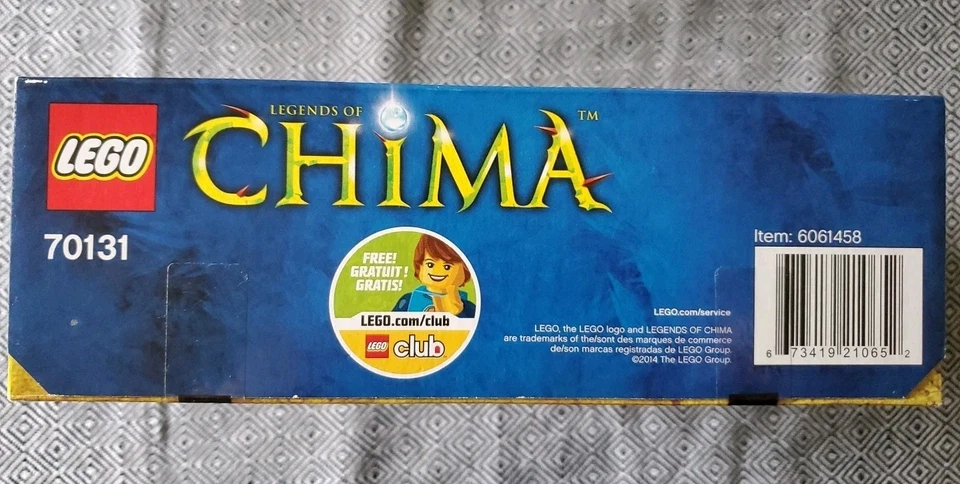 LEGO
LEGENDS OF
CHIMA™
70131
FREE!
GRATUIT!
GRATIS!
LEGO.com/club
LEGO club
Item: 6061458
LEGO.com/service
LEGO, the LEGO logo and LEGENDS OF CHIMA
are trademarks of the/sont des marques de commerce
de/son marcas registradas de LEGO Group.
©2014 The LEGO Group.
6 73419 21065 2